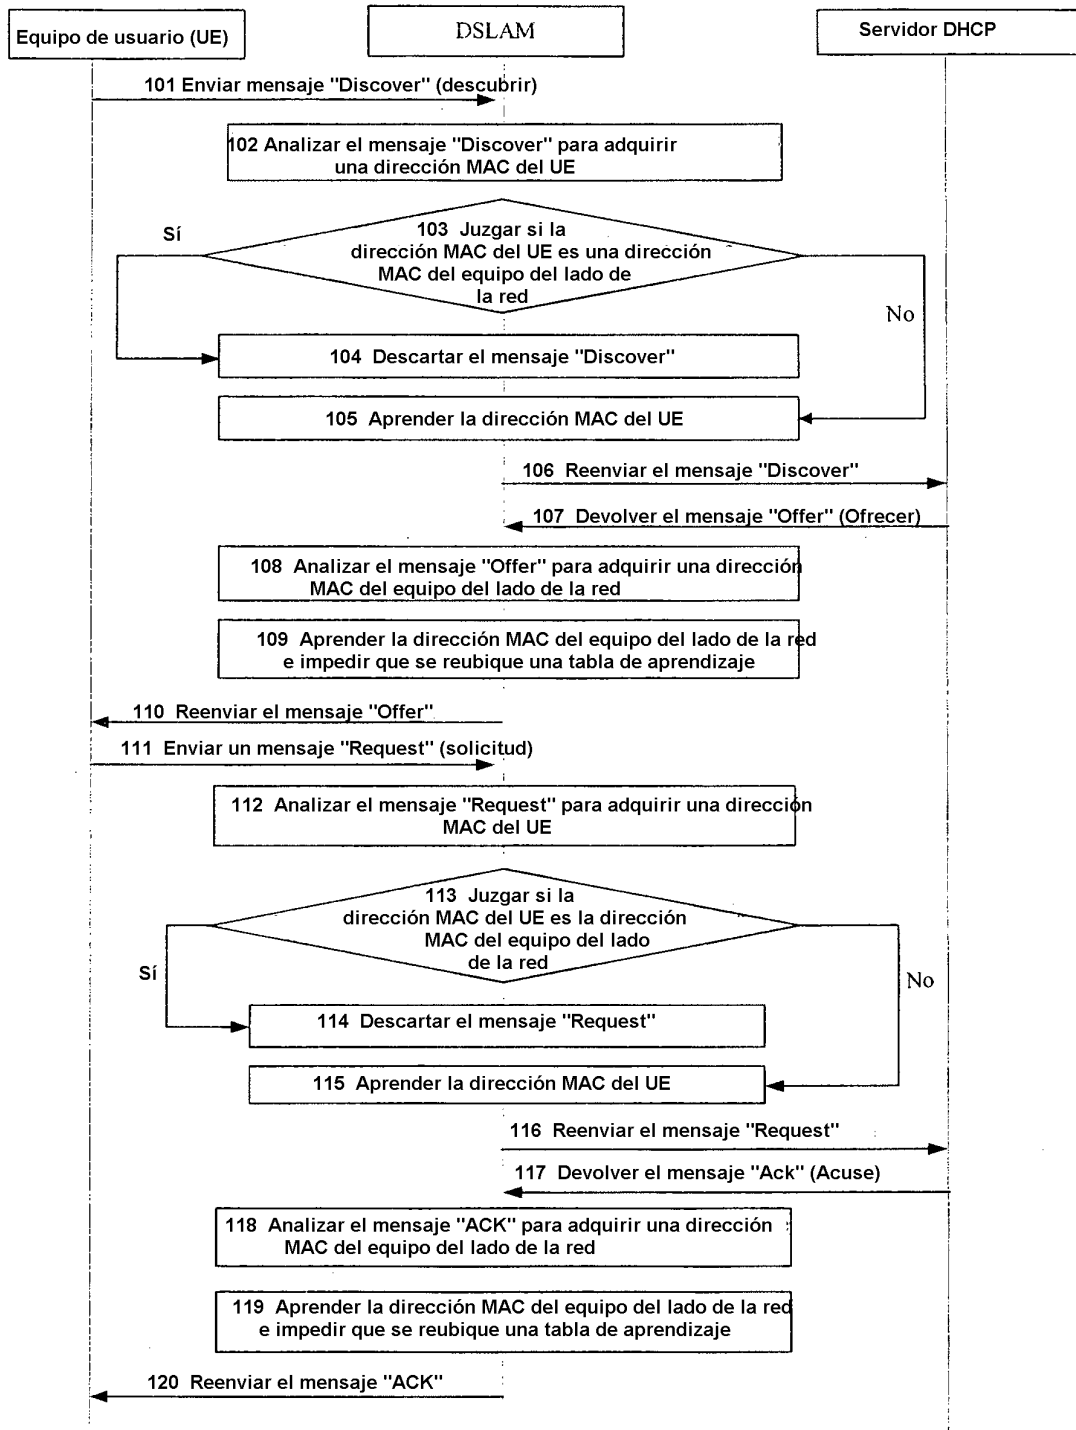 Equipo de usuario (UE)
DSLAM
Servidor DHCP
101 Enviar mensaje "Discover" (descubrir)
102 Analizar el mensaje "Discover" para adquirir
una dirección MAC del UE
103 Juzgar si la
dirección MAC del UE es una dirección
MAC del equipo del lado de
la red
Sí
No
104 Descartar el mensaje "Discover"
105 Aprender la dirección MAC del UE
106 Reenviar el mensaje "Discover"
107 Devolver el mensaje "Offer" (Ofrecer)
108 Analizar el mensaje "Offer" para adquirir una dirección
MAC del equipo del lado de la red
109 Aprender la dirección MAC del equipo del lado de la red
e impedir que se reubique una tabla de aprendizaje
110 Reenviar el mensaje "Offer"
111 Enviar un mensaje "Request" (solicitud)
112 Analizar el mensaje "Request" para adquirir una dirección
MAC del UE
113 Juzgar si la
dirección MAC del UE es la dirección
MAC del equipo del lado
de la red
Sí
No
114 Descartar el mensaje "Request"
115 Aprender la dirección MAC del UE
116 Reenviar el mensaje "Request"
117 Devolver el mensaje "Ack" (Acuse)
118 Analizar el mensaje "ACK" para adquirir una dirección
MAC del equipo del lado de la red
119 Aprender la dirección MAC del equipo del lado de la red
e impedir que se reubique una tabla de aprendizaje
120 Reenviar el mensaje "ACK"